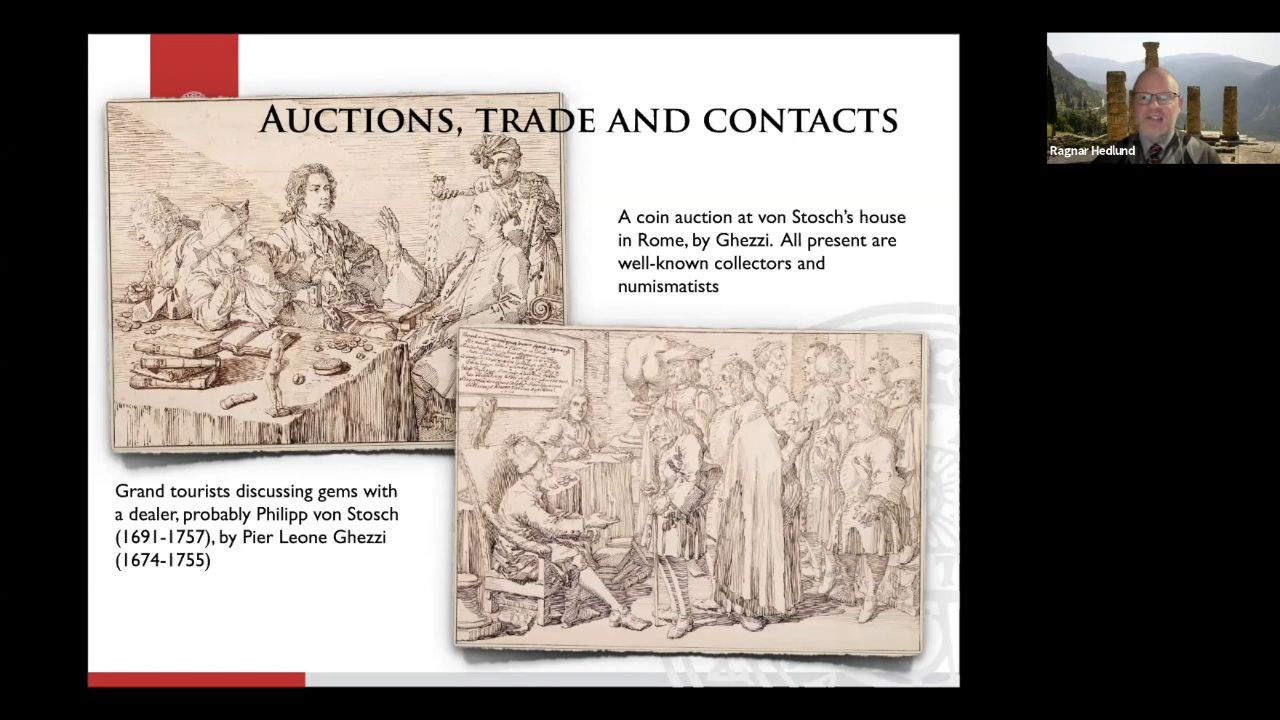 AUCTIONS, TRADE AND CONTACTS
A coin auction at von Stosch's house
in Rome, by Ghezzi. All present are
well-known collectors and
numismatists
Grand tourists discussing gems with
a dealer, probably Philipp von Stosch
(1691-1757), by Pier Leone Ghezzi
(1674-1755)
Ragnar Hedlund